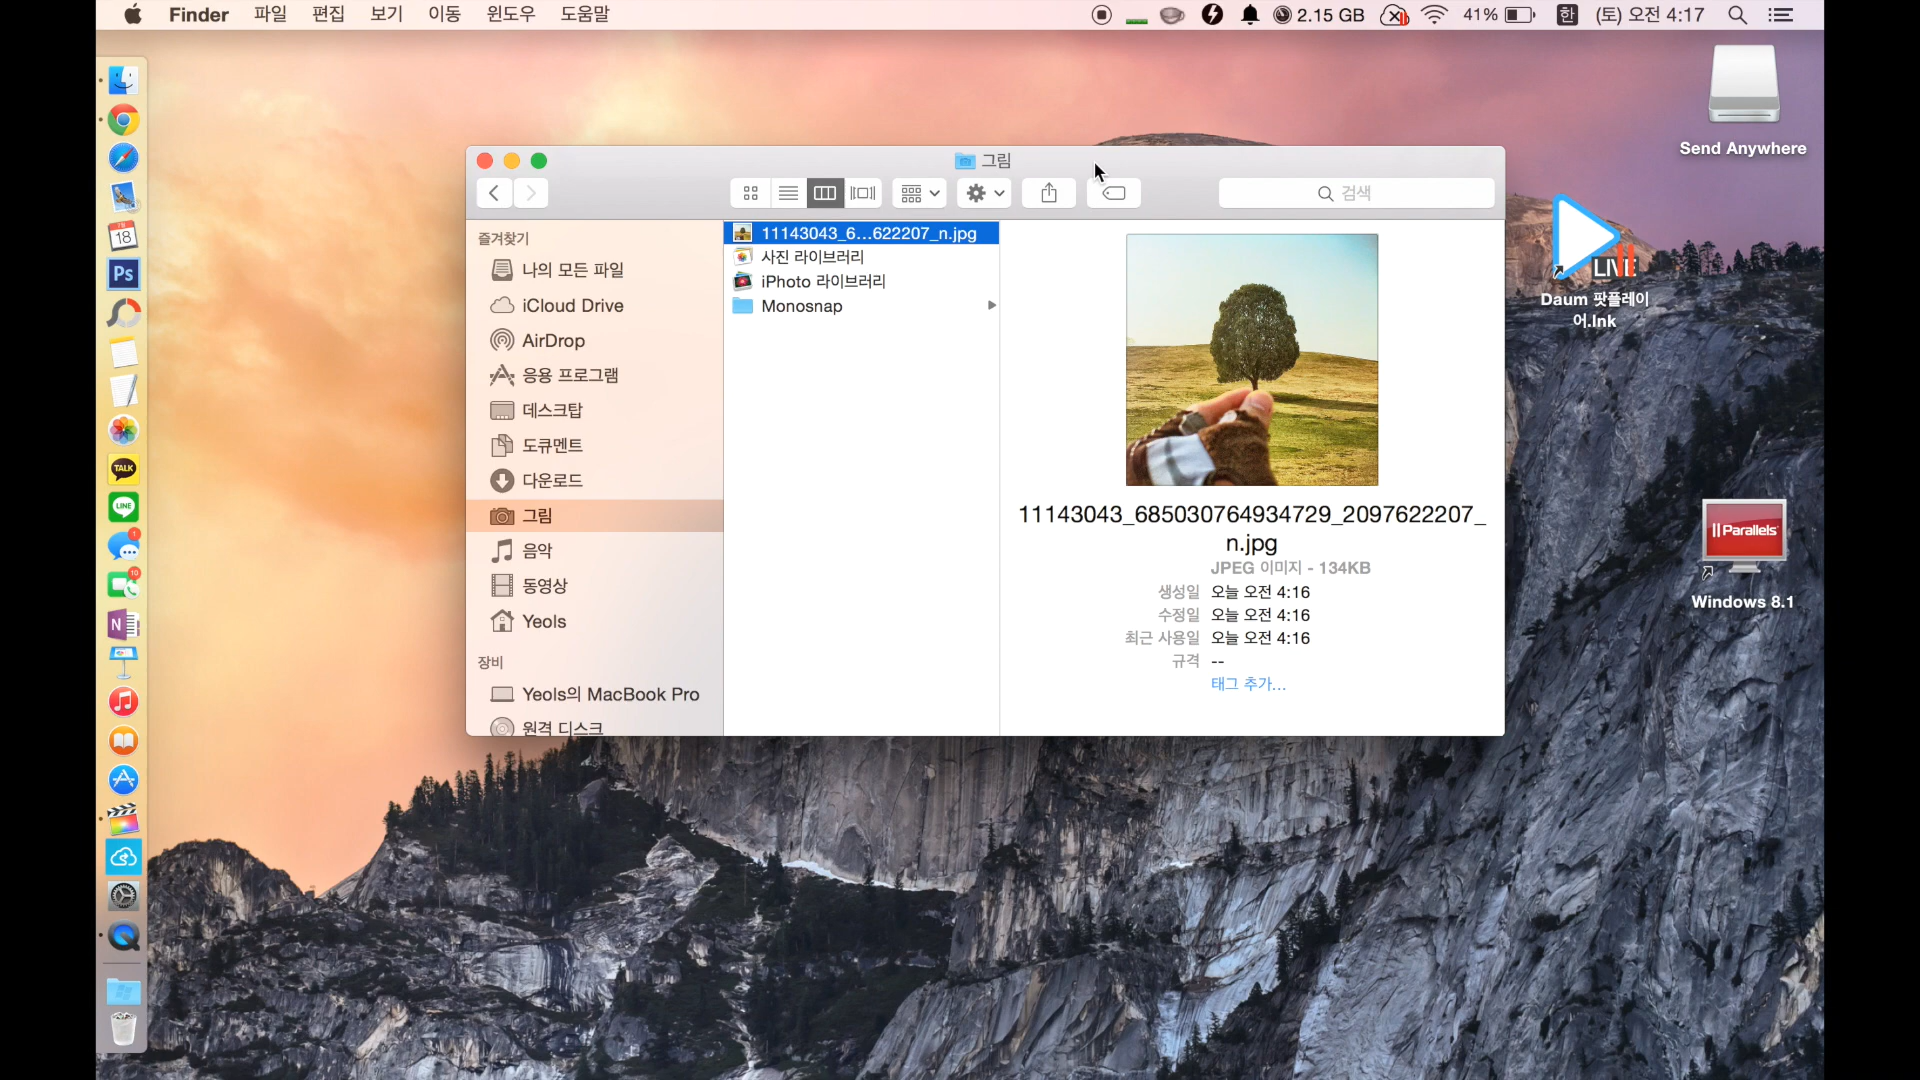 Finder 파일 편집 보기 이동 윈도우 도움말 2.15 GB 41% 한 (토) 오전 4:17
Send Anywhere
LIVE
Daum 팟플레이
어.lnk
|| Parallels
Windows 8.1
18
Ps
TALK
LINE
1
10
N
그림
검색
즐겨찾기
나의 모든 파일
iCloud Drive
AirDrop
응용 프로그램
데스크탑
도큐멘트
다운로드
그림
음악
동영상
Yeols
장비
Yeols의 MacBook Pro
원격 디스크
11143043_6...622207_n.jpg
사진 라이브러리
iPhoto 라이브러리
Monosnap
11143043_685030764934729_2097622207_
n.jpg
JPEG 이미지 - 134KB
생성일 오늘 오전 4:16
수정일 오늘 오전 4:16
최근 사용일 오늘 오전 4:16
규격 --
태그 추가...